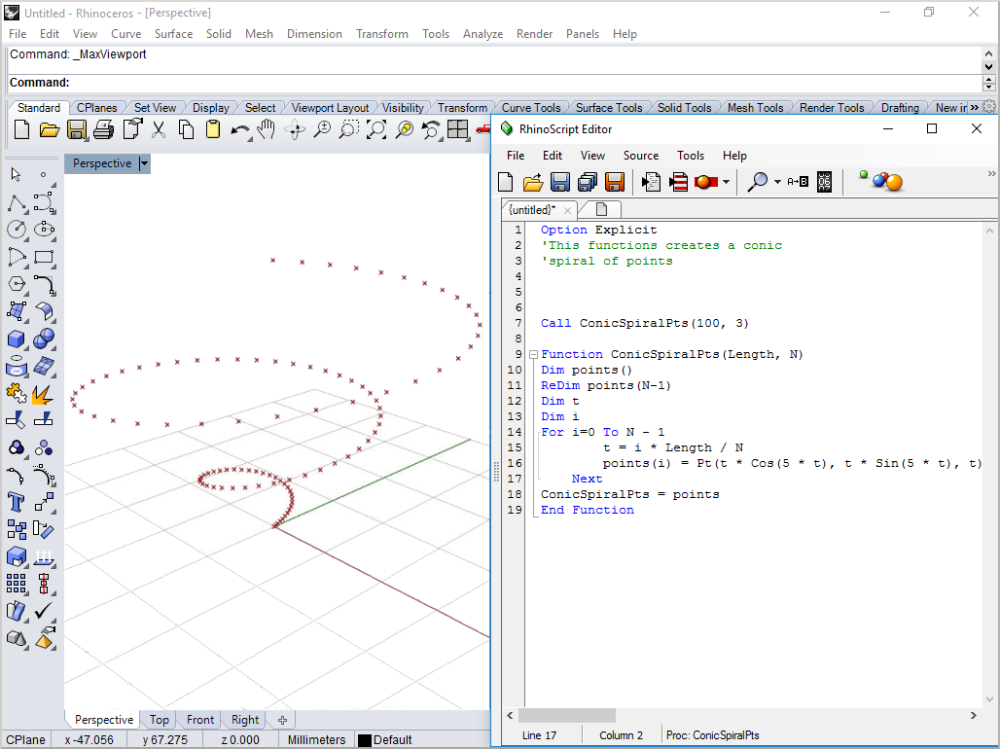 Untitled - Rhinoceros - [Perspective]
File Edit View Curve Surface Solid Mesh Dimension Transform Tools Analyze Render Panels Help
Command: _MaxViewport
Command:
Standard CPlanes Set View Display Select Viewport Layout Visibility Transform Curve Tools Surface Tools Solid Tools Mesh Tools Render Tools Drafting New in »
Perspective
RhinoScript Editor
File Edit View Source Tools Help
A→B
{untitled}*
1 Option Explicit
2 'This functions creates a conic
3 'spiral of points
4
5
6
7 Call ConicSpiralPts(100, 3)
8
9 Function ConicSpiralPts(Length, N)
10 Dim points()
11 ReDim points(N-1)
12 Dim t
13 Dim i
14 For i=0 To N - 1
15 t = i * Length / N
16 points(i) = Pt(t * Cos(5 * t), t * Sin(5 * t), t)
17 Next
18 ConicSpiralPts = points
19 End Function
Perspective Top Front Right
Line 17 Column 2 Proc: ConicSpiralPts
CPlane x -47.056 y 67.275 z 0.000 Millimeters Default